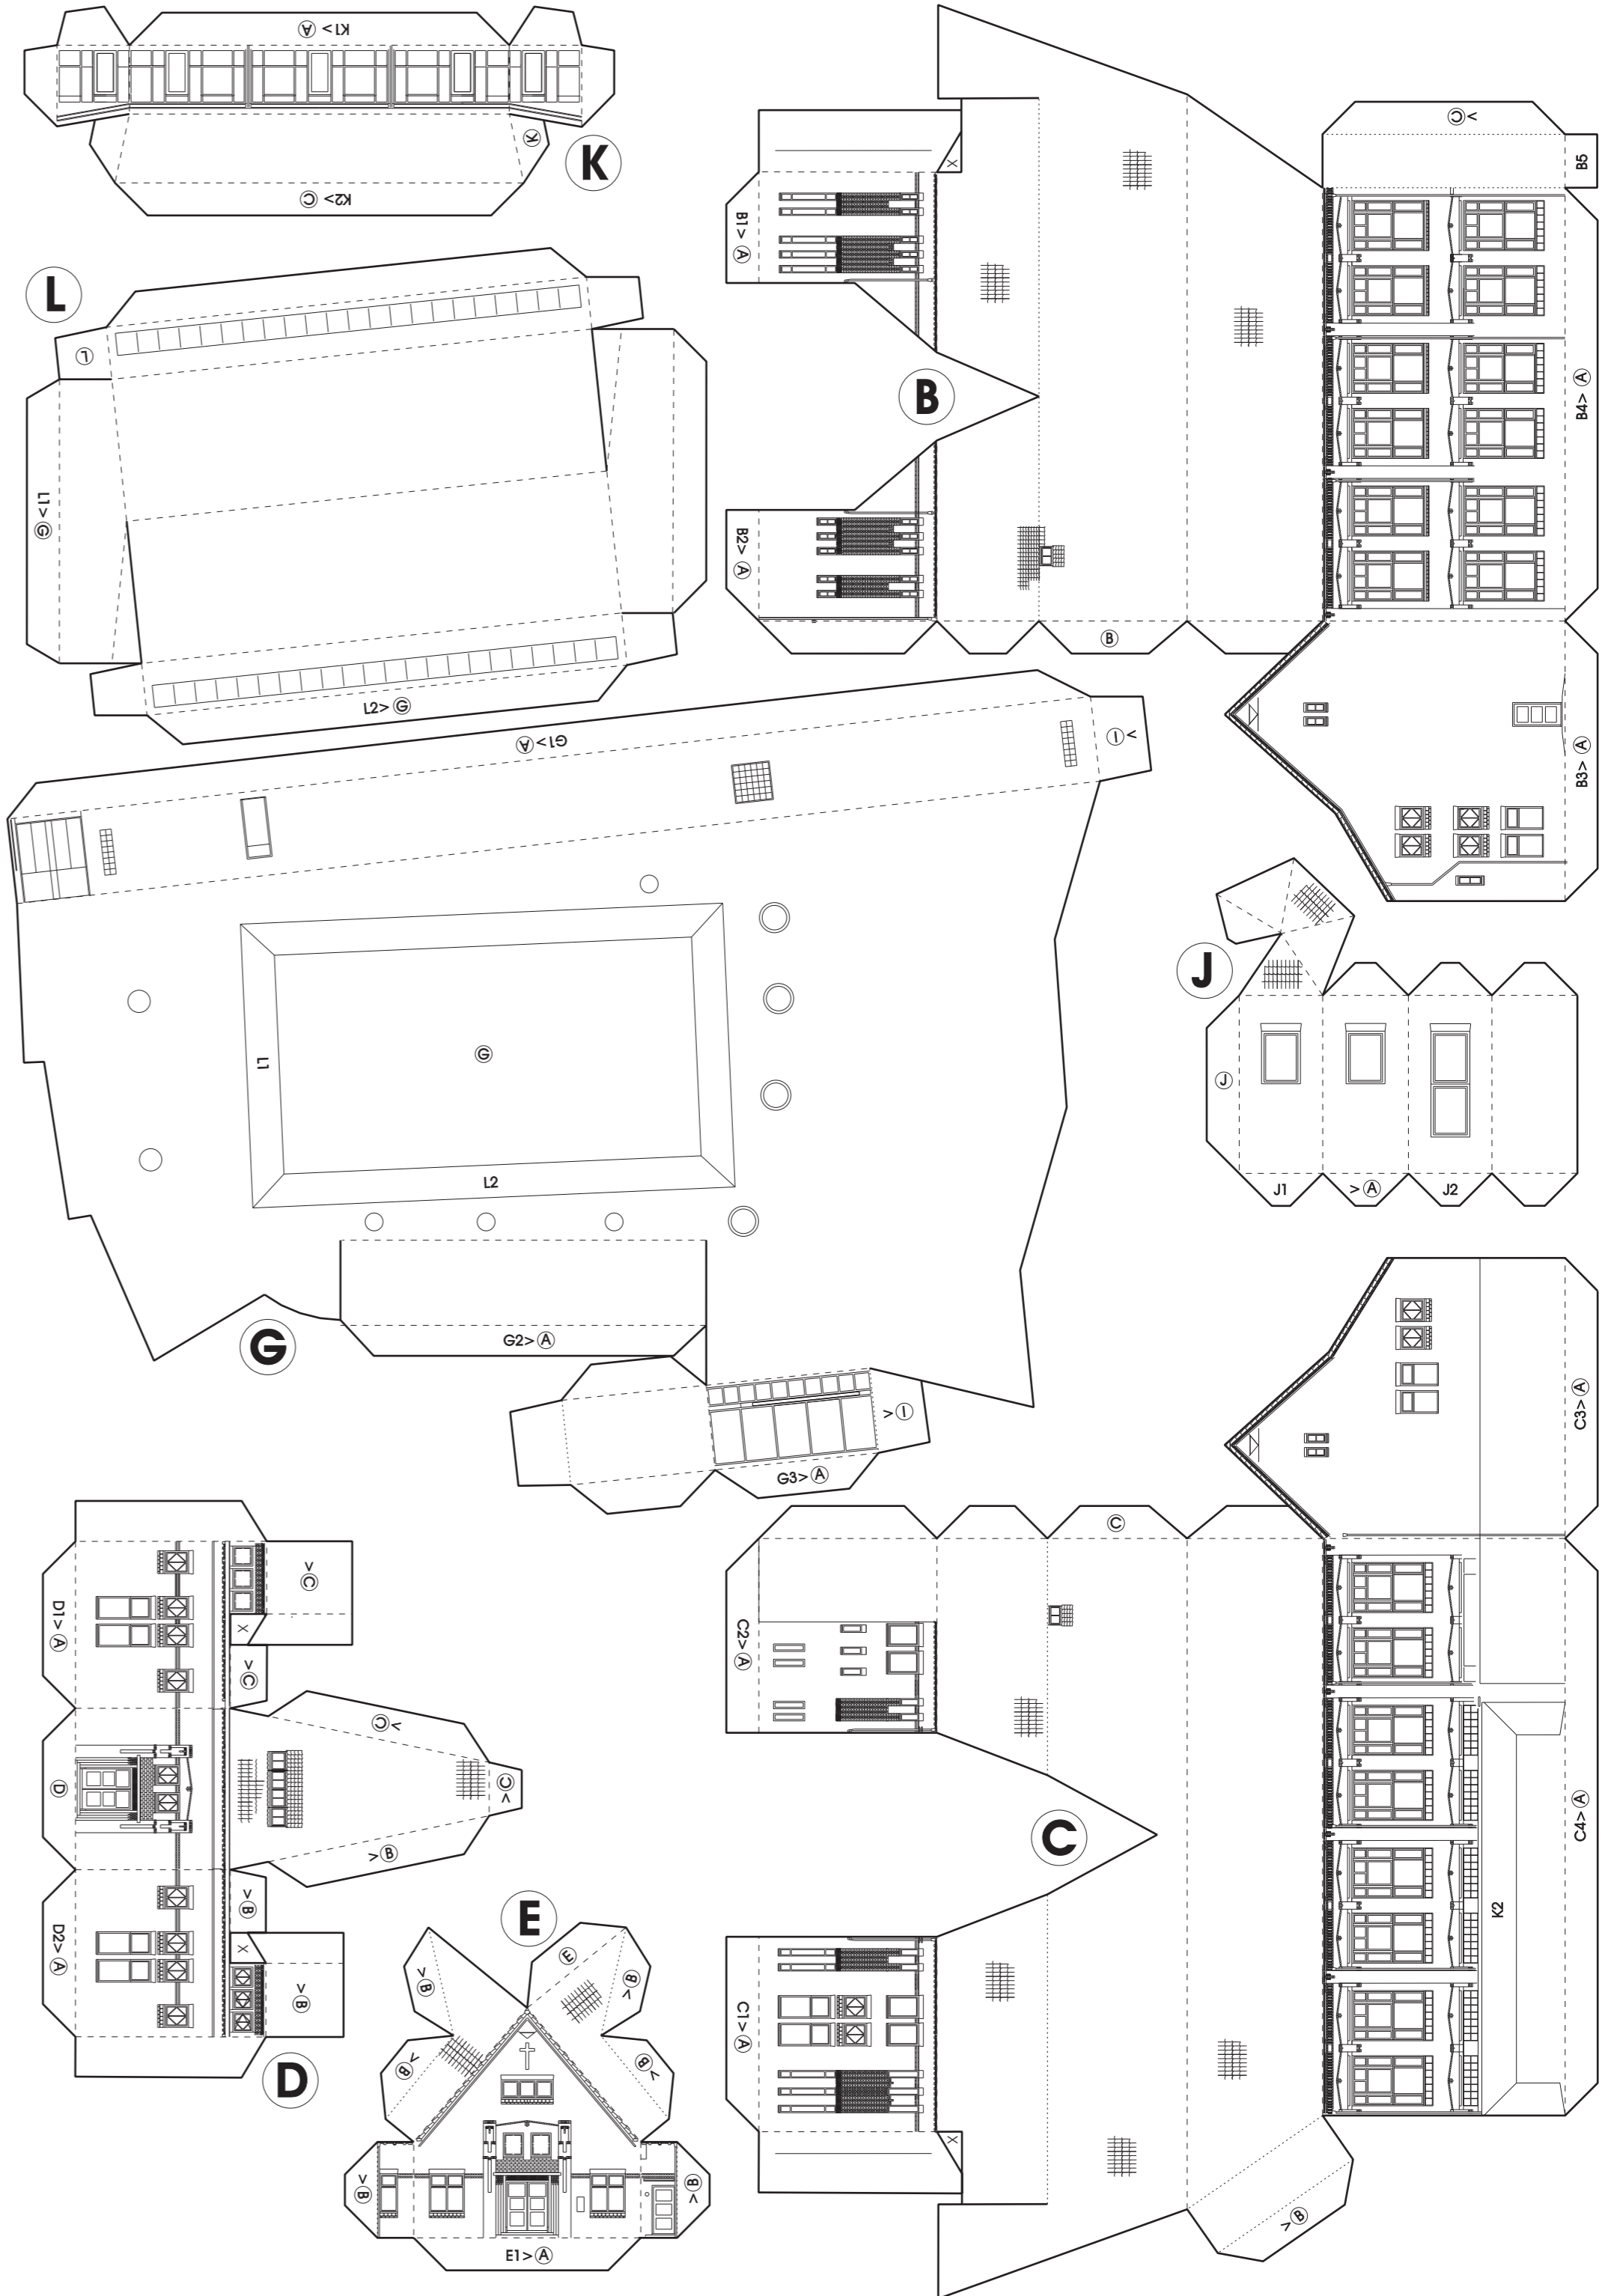 K1> A
K
K2> C
K
L
L
L1> G
L2> G
B
B1> A
X
B2> A
B
> C
B5
B4> A
B3> A
G1> A
> I
L1
G
L2
G
G2> A
> I
G3> A
J
J
J1
> A
J2
C3> A
C
C2> A
C
C4> A
K2
C1> A
X
> B
D1> A
> C
X
> C
> C
C >
D
> B
> B
D2> A
X
> B
D
E
E
> B
> B
> B
> B
> B
> B
E1> A